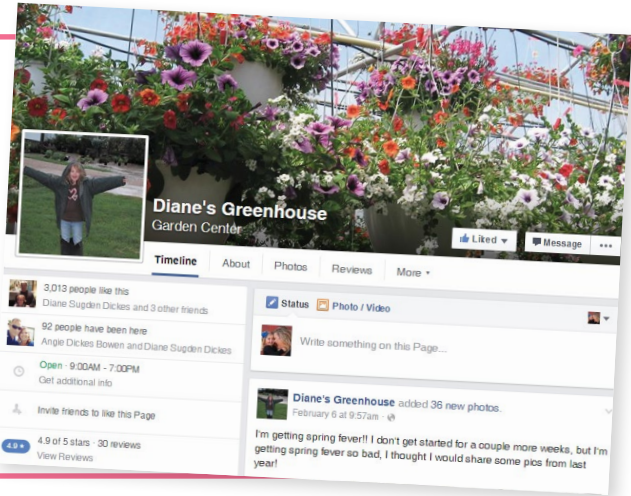 Diane's Greenhouse
Garden Center
Liked
Message
Timeline
About
Photos
Reviews
More
3,013 people like this
Diane Sugden Dickes and 3 other friends
92 people have been here
Angie Dickes Bowen and Diane Sugden Dickes
Open · 9:00AM - 7:00PM
Get additional info
Invite friends to like this Page
4.9 of 5 stars · 30 reviews
4.9 ★
View Reviews
Status
Photo / Video
Write something on this Page...
Diane's Greenhouse added 36 new photos.
February 6 at 9:57am ·
I'm getting spring fever!! I don't get started for a couple more weeks, but I'm
getting spring fever so bad, I thought I would share some pics from last
year!